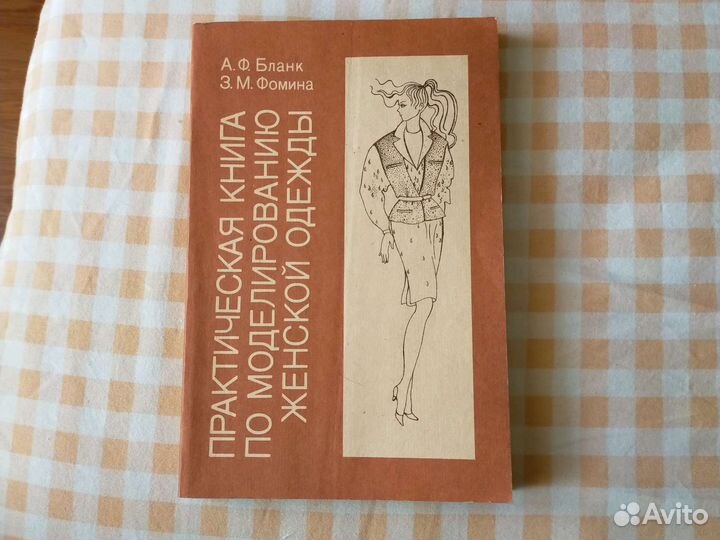 А. Ф. Бланк
З. М. Фомина
ПРАКТИЧЕСКАЯ КНИГА
ПО МОДЕЛИРОВАНИЮ
ЖЕНСКОЙ ОДЕЖДЫ
Avito